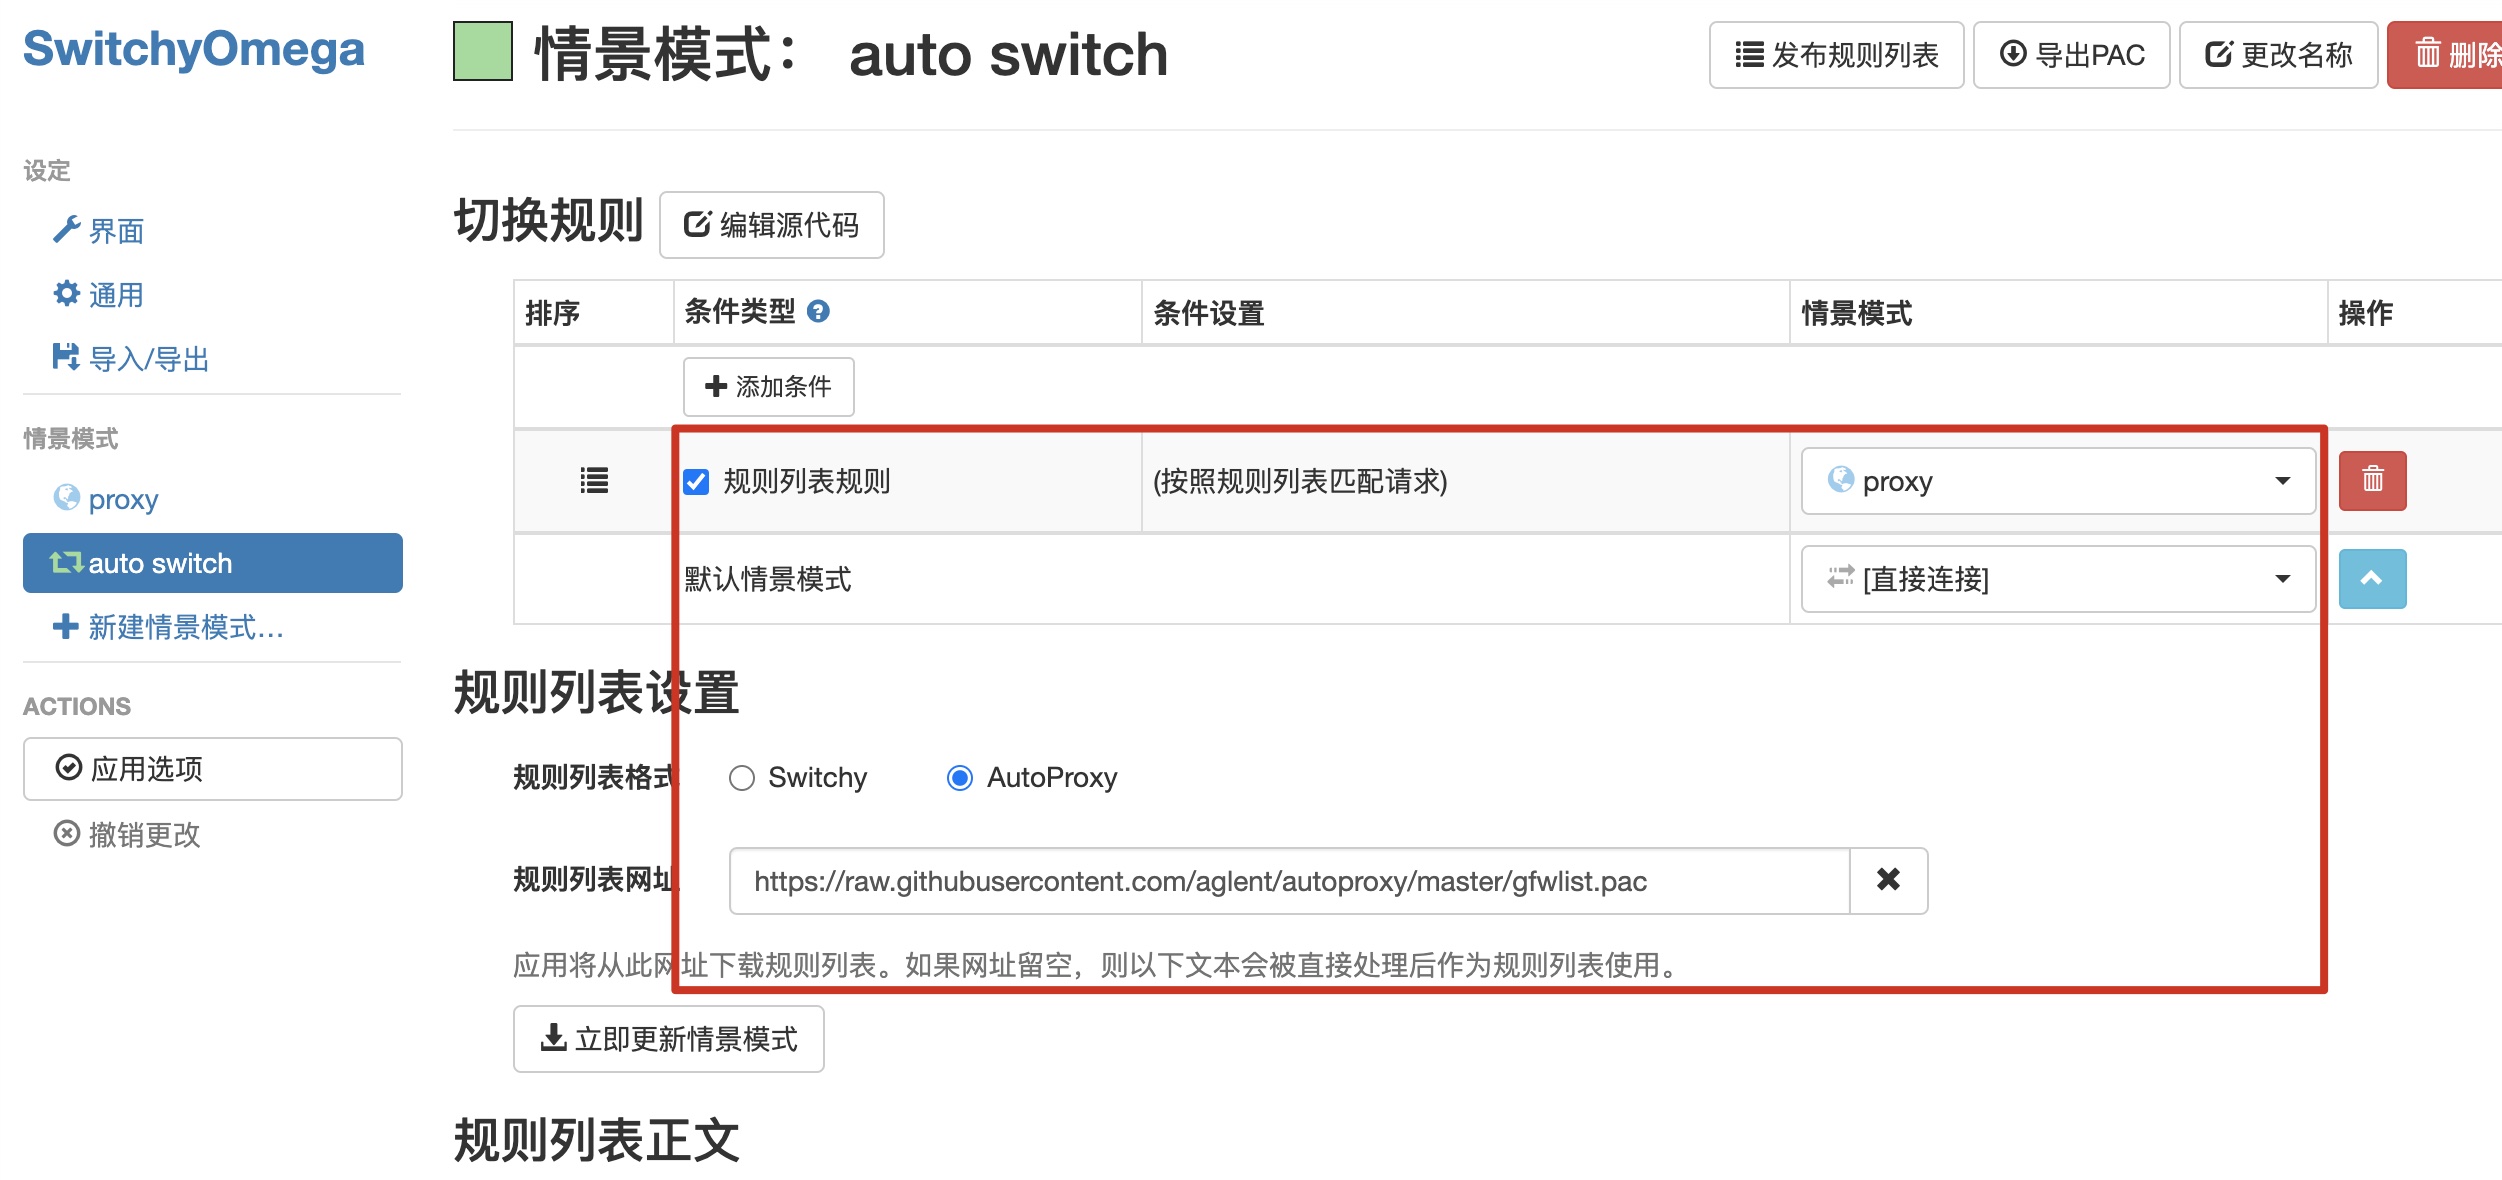 SwitchyOmega
情景模式： auto switch
发布规则列表
导出PAC
更改名称
删除
设定
界面
通用
导入/导出
情景模式
proxy
auto switch
新建情景模式...
ACTIONS
应用选项
撤销更改
切换规则
编辑源代码
排序 条件类型 条件设置 情景模式 操作
添加条件
规则列表规则 (按照规则列表匹配请求) proxy
默认情景模式 [直接连接]
规则列表设置
规则列表格式 Switchy AutoProxy
规则列表网址 https://raw.githubusercontent.com/aglent/autoproxy/master/gfwlist.pac
应用将从此网址下载规则列表。如果网址留空，则以下文本会被直接处理后作为规则列表使用。
立即更新情景模式
规则列表正文